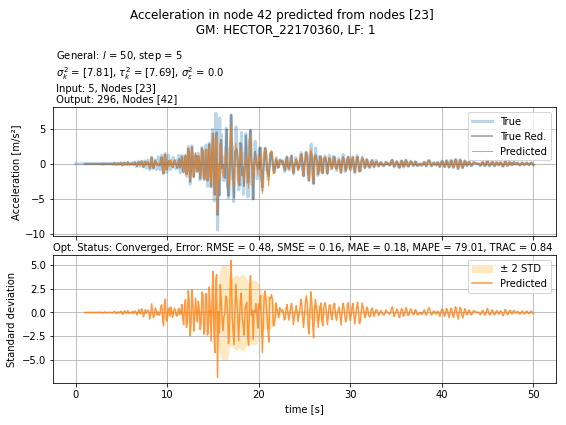 Acceleration in node 42 predicted from nodes [23]
GM: HECTOR_22170360, LF: 1
General: l = 50, step = 5
σ²ₖ = [7.81], τ²ₖ = [7.69], σ²ε = 0.0
Input: 5, Nodes [23]
Output: 296, Nodes [42]
Acceleration [m/s²]
5
0
−5
−10
True
True Red.
Predicted
Opt. Status: Converged, Error: RMSE = 0.48, SMSE = 0.16, MAE = 0.18, MAPE = 79.01, TRAC = 0.84
Standard deviation
5.0
2.5
0.0
−2.5
−5.0
± 2 STD
Predicted
0 10 20 30 40 50
time [s]